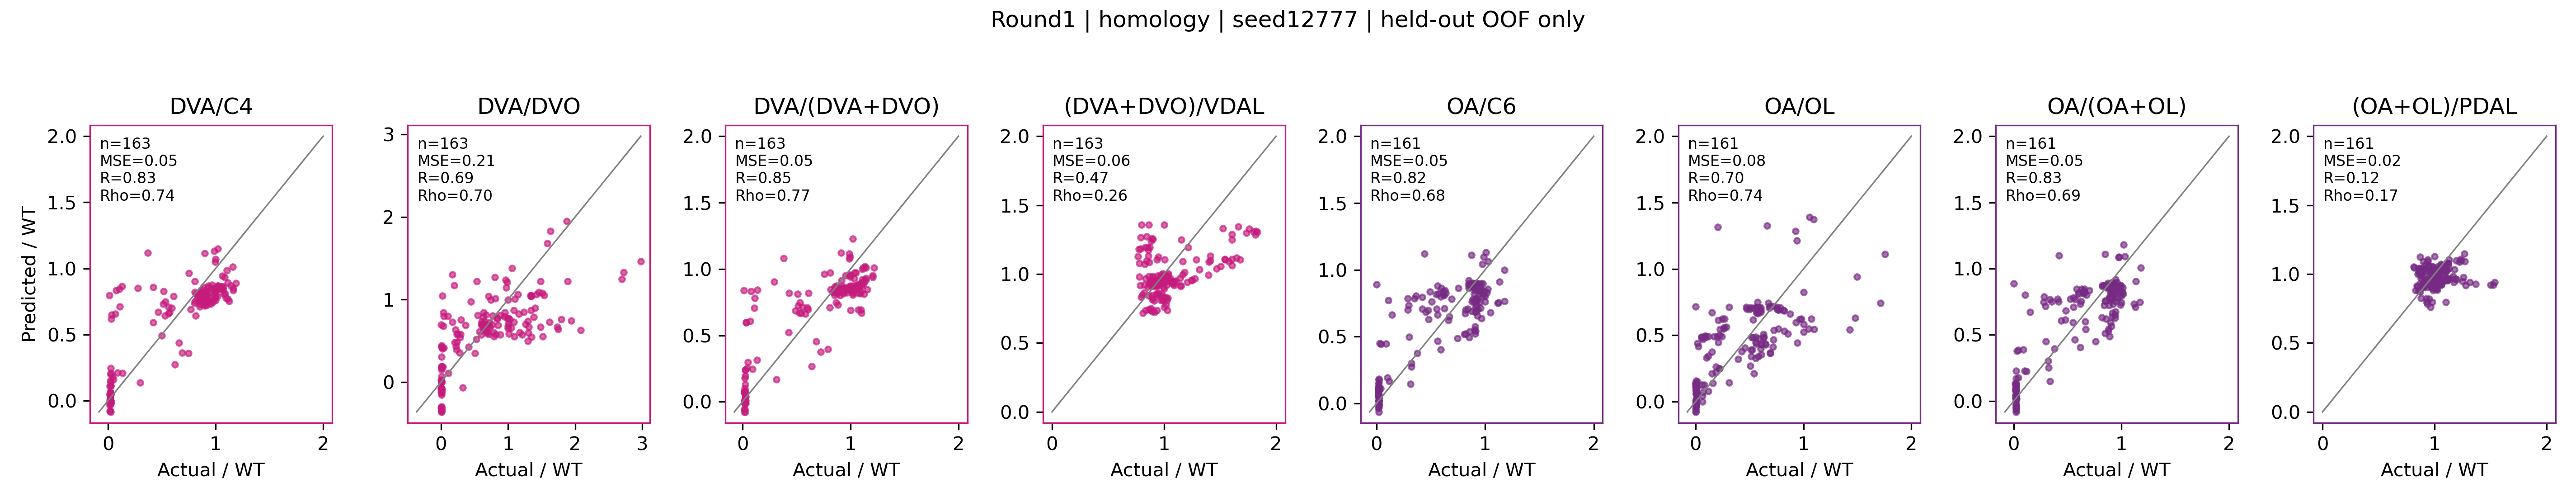 Round1 | homology | seed12777 | held-out OOF only
DVA/C4
n=163
MSE=0.05
R=0.83
Rho=0.74
2.0
1.5
1.0
0.5
0.0
0 1 2
Predicted / WT
Actual / WT
DVA/DVO
n=163
MSE=0.21
R=0.69
Rho=0.70
3
2
1
0
0 1 2 3
Actual / WT
DVA/(DVA+DVO)
n=163
MSE=0.05
R=0.85
Rho=0.77
2.0
1.5
1.0
0.5
0.0
0 1 2
Actual / WT
(DVA+DVO)/VDAL
n=163
MSE=0.06
R=0.47
Rho=0.26
2.0
1.5
1.0
0.5
0.0
0 1 2
Actual / WT
OA/C6
n=161
MSE=0.05
R=0.82
Rho=0.68
2.0
1.5
1.0
0.5
0.0
0 1 2
Actual / WT
OA/OL
n=161
MSE=0.08
R=0.70
Rho=0.74
2.0
1.5
1.0
0.5
0.0
0 1 2
Actual / WT
OA/(OA+OL)
n=161
MSE=0.05
R=0.83
Rho=0.69
2.0
1.5
1.0
0.5
0.0
0 1 2
Actual / WT
(OA+OL)/PDAL
n=161
MSE=0.02
R=0.12
Rho=0.17
2.0
1.5
1.0
0.5
0.0
0 1 2
Actual / WT